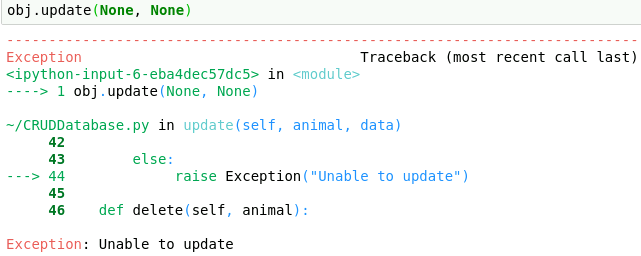 obj.update(None, None)
---------------------------------------------------------------------------
Exception                                 Traceback (most recent call last)
<ipython-input-6-eba4dec57dc5> in <module>
----> 1 obj.update(None, None)

~/CRUDDatabase.py in update(self, animal, data)
     42
     43         else:
---> 44             raise Exception("Unable to update")
     45
     46     def delete(self, animal):

Exception: Unable to update